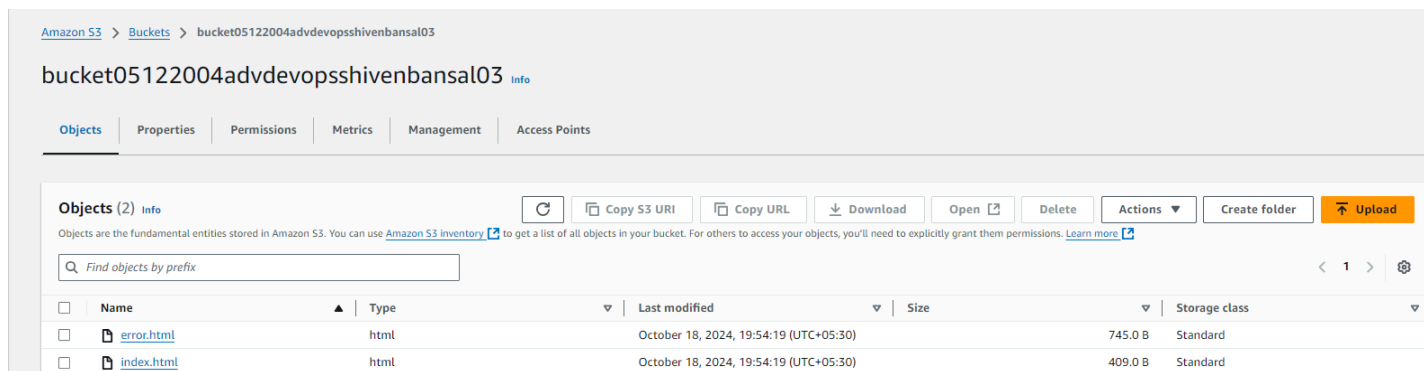 Amazon S3 > Buckets > bucket05122004advdevopsshivenbansal03
bucket05122004advdevopsshivenbansal03 Info
Objects Properties Permissions Metrics Management Access Points
Objects (2) Info Copy S3 URI Copy URL Download Open Delete Actions Create folder Upload
Objects are the fundamental entities stored in Amazon S3. You can use Amazon S3 inventory to get a list of all objects in your bucket. For others to access your objects, you'll need to explicitly grant them permissions. Learn more
Find objects by prefix < 1 >
Name Type Last modified Size Storage class
error.html html October 18, 2024, 19:54:19 (UTC+05:30) 745.0 B Standard
index.html html October 18, 2024, 19:54:19 (UTC+05:30) 409.0 B Standard